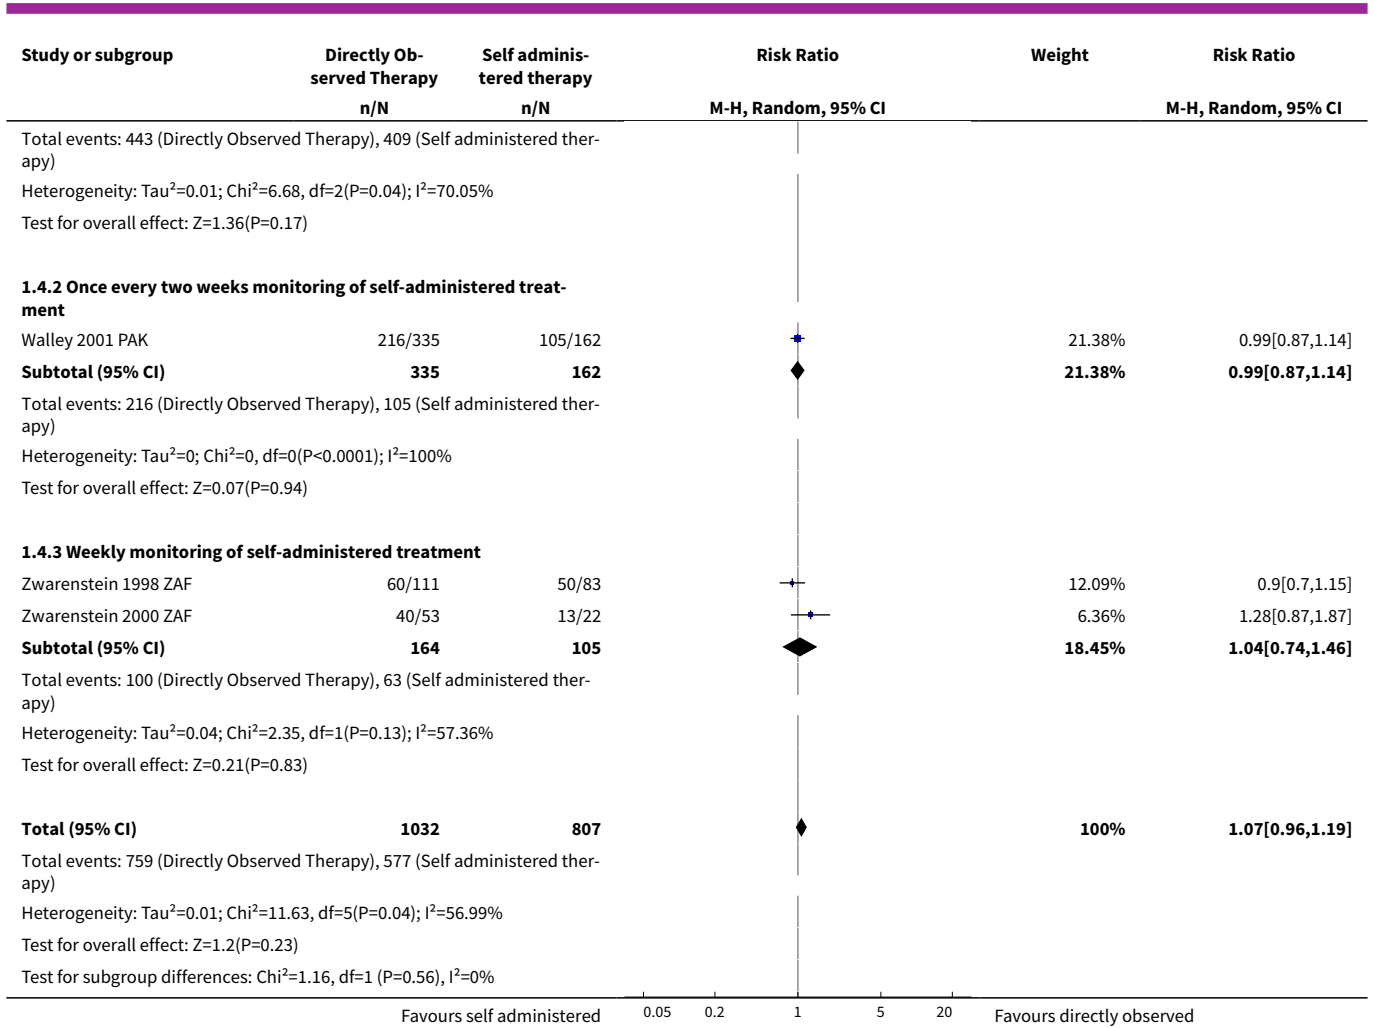 Study or subgroup Directly Ob- Self adminis- Risk Ratio Weight Risk Ratio
served Therapy tered therapy
n/N n/N M-H, Random, 95% CI M-H, Random, 95% CI
Total events: 443 (Directly Observed Therapy), 409 (Self administered ther-
apy)
Heterogeneity: Tau²=0.01; Chi²=6.68, df=2(P=0.04); I²=70.05%
Test for overall effect: Z=1.36(P=0.17)
1.4.2 Once every two weeks monitoring of self-administered treat-
ment
Walley 2001 PAK 216/335 105/162 21.38% 0.99[0.87,1.14]
Subtotal (95% CI) 335 162 21.38% 0.99[0.87,1.14]
Total events: 216 (Directly Observed Therapy), 105 (Self administered ther-
apy)
Heterogeneity: Tau²=0; Chi²=0, df=0(P<0.0001); I²=100%
Test for overall effect: Z=0.07(P=0.94)
1.4.3 Weekly monitoring of self-administered treatment
Zwarenstein 1998 ZAF 60/111 50/83 12.09% 0.9[0.7,1.15]
Zwarenstein 2000 ZAF 40/53 13/22 6.36% 1.28[0.87,1.87]
Subtotal (95% CI) 164 105 18.45% 1.04[0.74,1.46]
Total events: 100 (Directly Observed Therapy), 63 (Self administered ther-
apy)
Heterogeneity: Tau²=0.04; Chi²=2.35, df=1(P=0.13); I²=57.36%
Test for overall effect: Z=0.21(P=0.83)
Total (95% CI) 1032 807 100% 1.07[0.96,1.19]
Total events: 759 (Directly Observed Therapy), 577 (Self administered ther-
apy)
Heterogeneity: Tau²=0.01; Chi²=11.63, df=5(P=0.04); I²=56.99%
Test for overall effect: Z=1.2(P=0.23)
Test for subgroup differences: Chi²=1.16, df=1 (P=0.56), I²=0%
Favours self administered 0.05 0.2 1 5 20 Favours directly observed